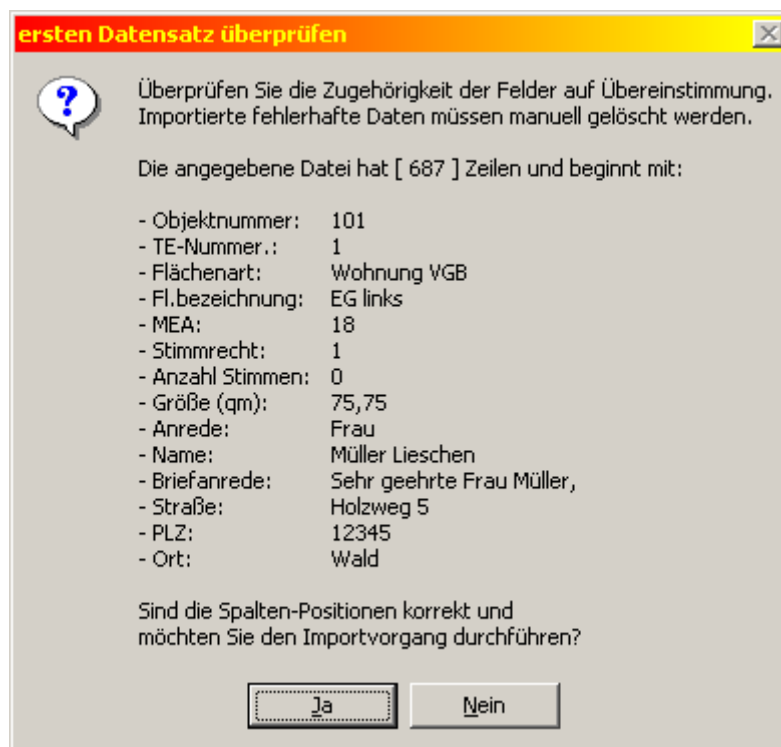 ersten Datensatz überprüfen
Überprüfen Sie die Zugehörigkeit der Felder auf Übereinstimmung.
Importierte fehlerhafte Daten müssen manuell gelöscht werden.
Die angegebene Datei hat [ 687 ] Zeilen und beginnt mit:
- Objektnummer: 101
- TE-Nummer.: 1
- Flächenart: Wohnung VGB
- Fl.bezeichnung: EG links
- MEA: 18
- Stimmrecht: 1
- Anzahl Stimmen: 0
- Größe (qm): 75,75
- Anrede: Frau
- Name: Müller Lieschen
- Briefanrede: Sehr geehrte Frau Müller,
- Straße: Holzweg 5
- PLZ: 12345
- Ort: Wald
Sind die Spalten-Positionen korrekt und
möchten Sie den Importvorgang durchführen?
Ja Nein